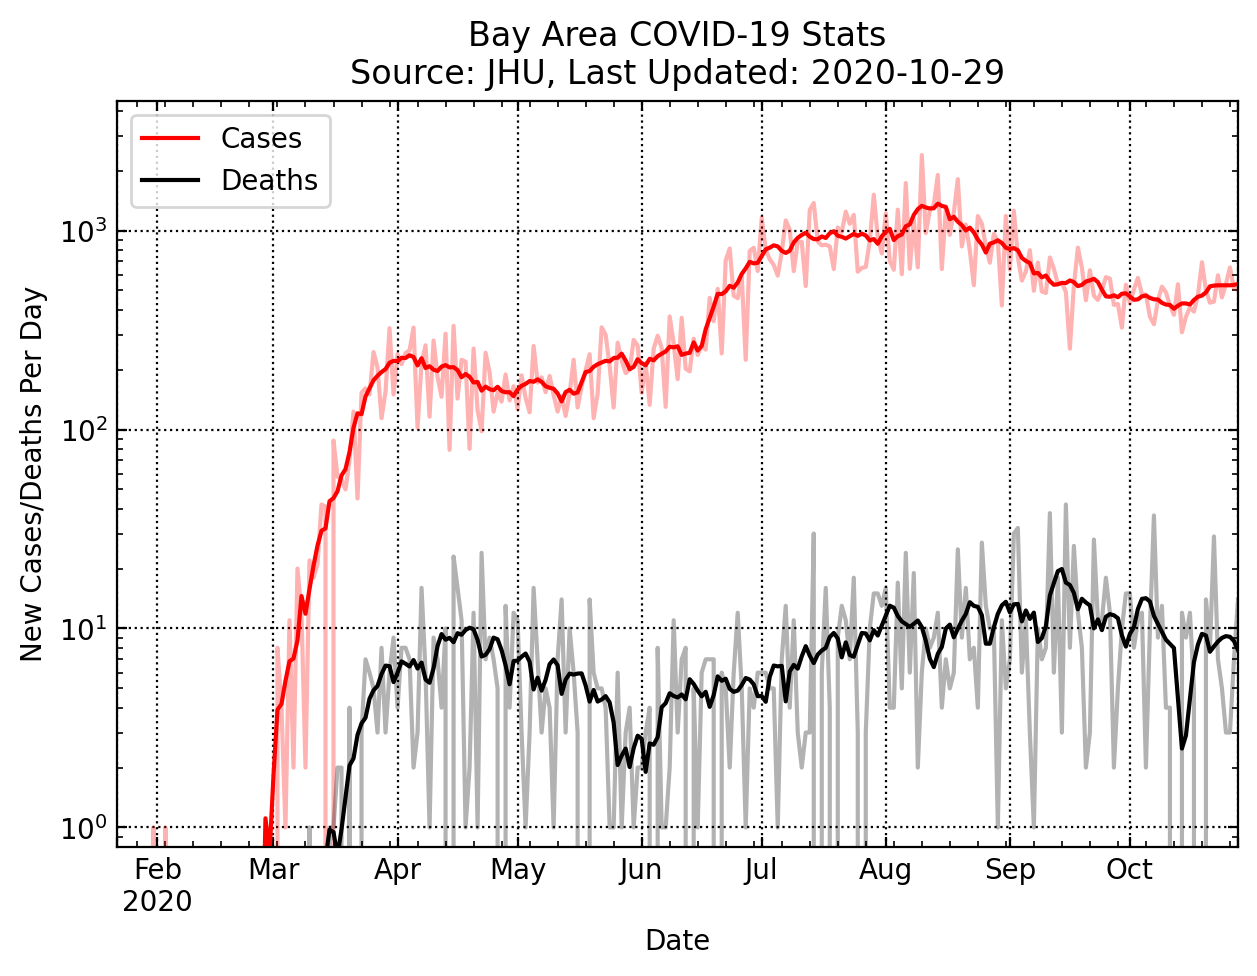 Bay Area COVID-19 Stats
Source: JHU, Last Updated: 2020-10-29
Cases
Deaths
New Cases/Deaths Per Day
10³
10²
10¹
10⁰
Feb Mar Apr May Jun Jul Aug Sep Oct
2020
Date